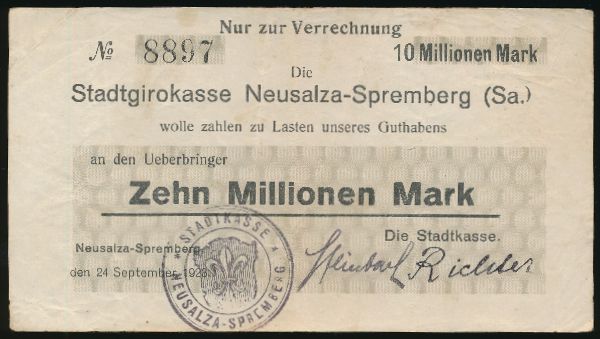 Nur zur Verrechnung
No 8897 10 Millionen Mark
Die
Stadtgirokasse Neusalza-Spremberg (Sa.)
wolle zahlen zu Lasten unseres Guthabens
an den Ueberbringer
Zehn Millionen Mark
Die Stadtkasse.
Neusalza-Spremberg,
den 24 September 1923.
Richter
STADTKASSE
NEUSALZA-SPREMBERG